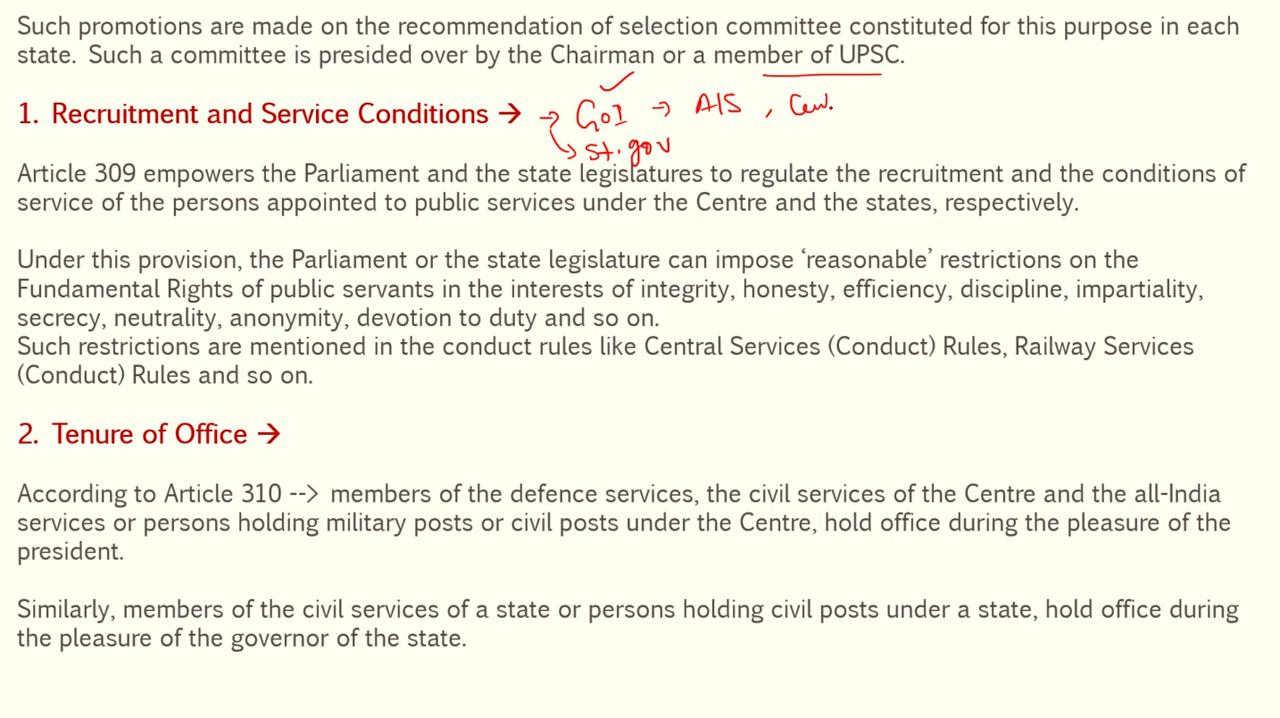 Such promotions are made on the recommendation of selection committee constituted for this purpose in each
state. Such a committee is presided over by the Chairman or a member of UPSC.
1. Recruitment and Service Conditions → → GoI → AIS, Cen.
↳ St. gov
Article 309 empowers the Parliament and the state legislatures to regulate the recruitment and the conditions of
service of the persons appointed to public services under the Centre and the states, respectively.
Under this provision, the Parliament or the state legislature can impose ‘reasonable’ restrictions on the
Fundamental Rights of public servants in the interests of integrity, honesty, efficiency, discipline, impartiality,
secrecy, neutrality, anonymity, devotion to duty and so on.
Such restrictions are mentioned in the conduct rules like Central Services (Conduct) Rules, Railway Services
(Conduct) Rules and so on.
2. Tenure of Office →
According to Article 310 --> members of the defence services, the civil services of the Centre and the all-India
services or persons holding military posts or civil posts under the Centre, hold office during the pleasure of the
president.
Similarly, members of the civil services of a state or persons holding civil posts under a state, hold office during
the pleasure of the governor of the state.